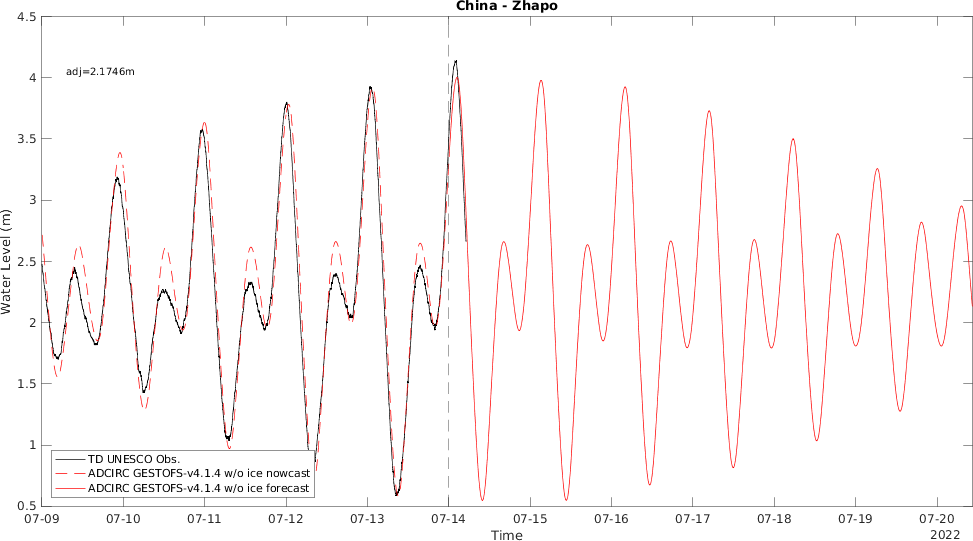 China - Zhapo
4.5
4
3.5
3
2.5
2
1.5
1
0.5
Water Level (m)
adj=2.1746m
TD UNESCO Obs.
ADCIRC GESTOFS-v4.1.4 w/o ice nowcast
ADCIRC GESTOFS-v4.1.4 w/o ice forecast
07-09 07-10 07-11 07-12 07-13 07-14 07-15 07-16 07-17 07-18 07-19 07-20
2022
Time